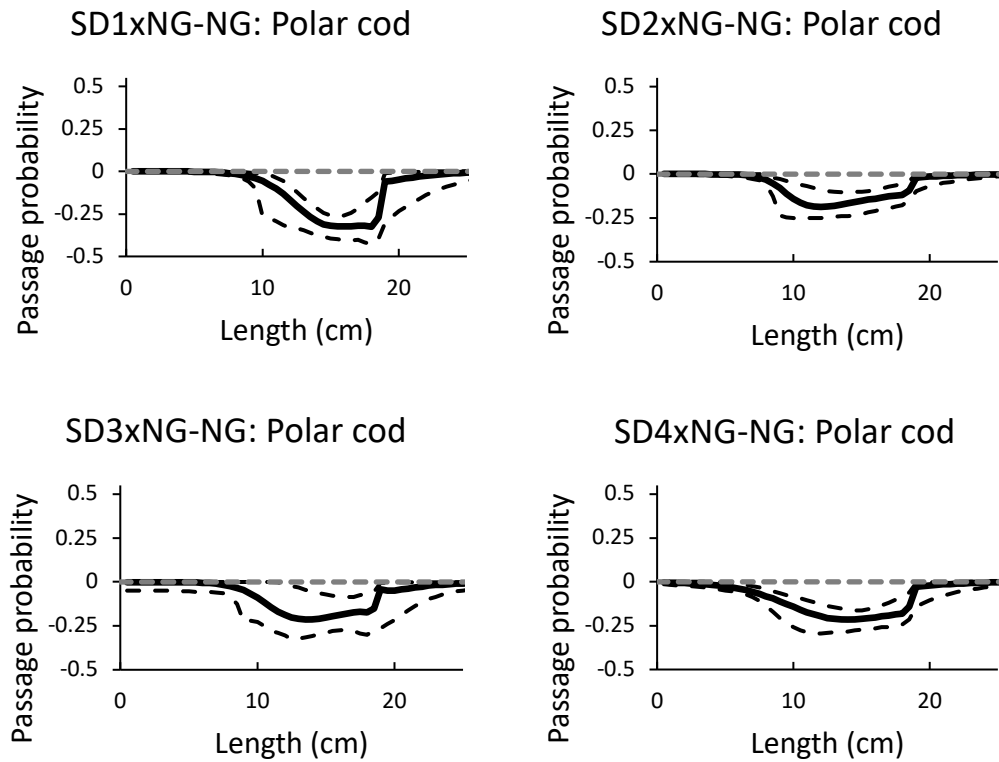 SD1xNG-NG: Polar cod
SD2xNG-NG: Polar cod
Passage probability
0.5
0.25
0
-0.25
-0.5
0
10
20
Length (cm)
Passage probability
0.5
0.25
0
-0.25
-0.5
0
10
20
Length (cm)
SD3xNG-NG: Polar cod
SD4xNG-NG: Polar cod
Passage probability
0.5
0.25
0
-0.25
-0.5
0
10
20
Length (cm)
Passage probability
0.5
0.25
0
-0.25
-0.5
0
10
20
Length (cm)